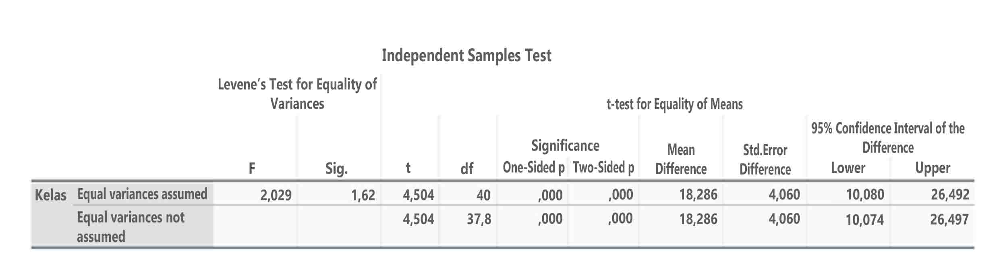 Independent Samples Test
Levene′s Test for Equality of
Variances
t-test for Equality of Means
95% Confidence Interval of the
Difference
Significance
Mean
Difference
Std.Error
Difference
F Sig. t df One-Sided p Two-Sided p Lower Upper
Kelas Equal variances assumed 2,029 1,62 4,504 40 ,000 ,000 18,286 4,060 10,080 26,492
Equal variances not
assumed
4,504 37,8 ,000 ,000 18,286 4,060 10,074 26,497